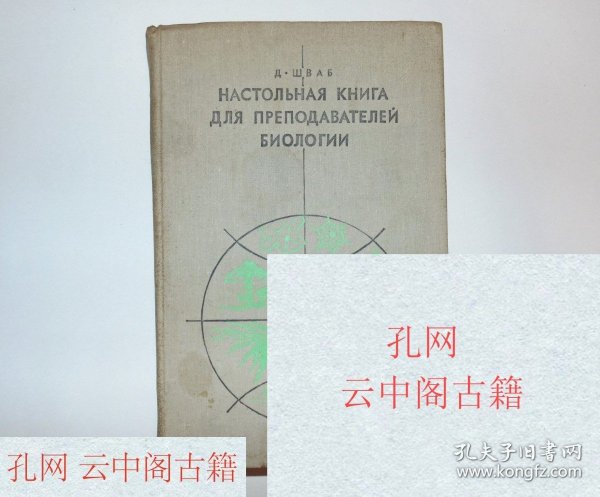 Д·ШВАБ
НАСТОЛЬНАЯ КНИГА
ДЛЯ ПРЕПОДАВАТЕЛЕЙ
БИОЛОГИИ
孔网
云中阁古籍
孔网 云中阁古籍
孔夫子旧书网
www.kongfz.com